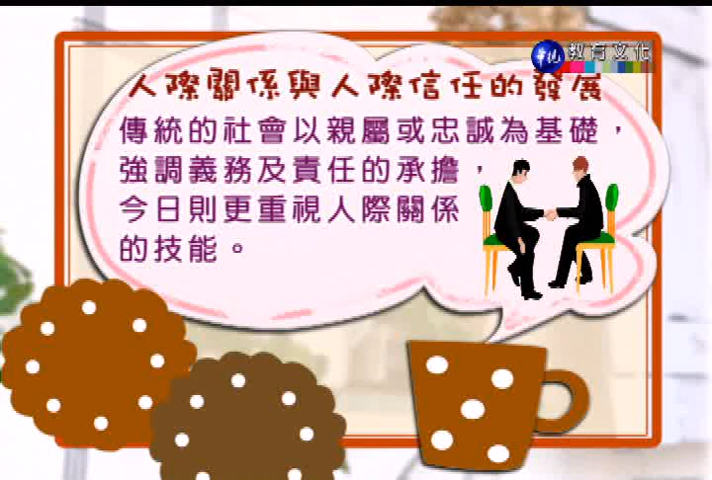 華視
教育文化
人際關係與人際信任的發展
傳統的社會以親屬或忠誠為基礎，
強調義務及責任的承擔，
今日則更重視人際關係
的技能。